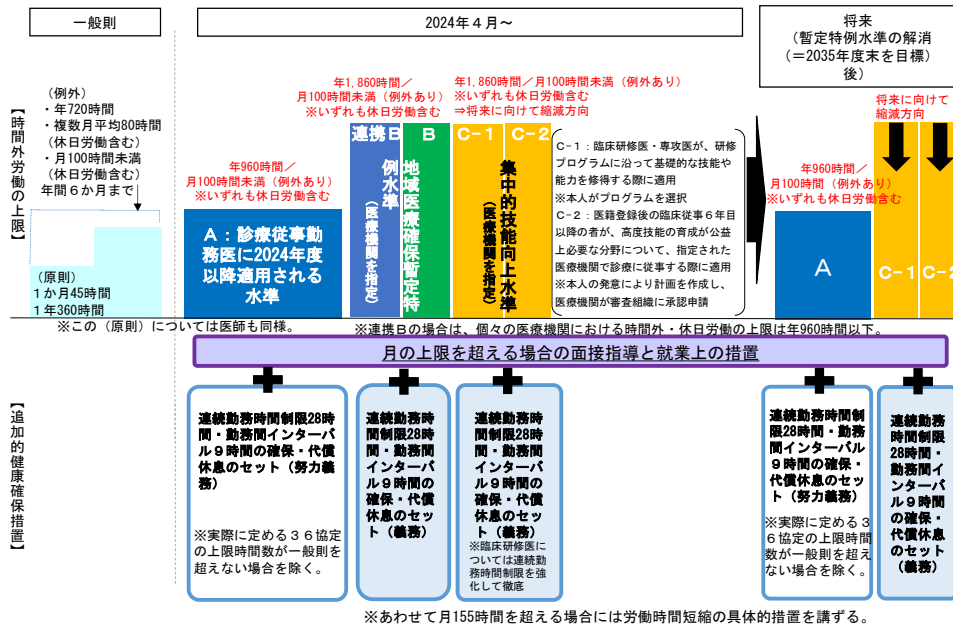 一般則
2024年４月～
将来
（暫定特例水準の解消
（＝2035年度末を目標）
後）
【時間外労働の上限】
（例外）
・年720時間
・複数月平均80時間
（休日労働含む）
・月100時間未満
（休日労働含む）
年間６か月まで
（原則）
１か月45時間
１年360時間
※この（原則）については医師も同様。
年960時間／
月100時間未満（例外あり）
※いずれも休日労働含む
Ａ：診療従事勤
務医に2024年度
以降適用される
水準
年1,860時間／
月100時間未満（例外あり）
※いずれも休日労働含む
連携Ｂ
Ｂ
地域医療確保暫定特
例水準
（医療機関を指定）
年1,860時間／月100時間未満（例外あり）
※いずれも休日労働含む
⇒将来に向けて縮減方向
Ｃ-１
Ｃ-２
集中的技能向上水準
（医療機関を指定）
Ｃ-１：臨床研修医・専攻医が、研修
プログラムに沿って基礎的な技能や
能力を修得する際に適用
※本人がプログラムを選択
Ｃ-２：医籍登録後の臨床従事６年目
以降の者が、高度技能の育成が公益
上必要な分野について、指定された
医療機関で診療に従事する際に適用
※本人の発意により計画を作成し、
医療機関が審査組織に承認申請
※連携Ｂの場合は、個々の医療機関における時間外・休日労働の上限は年960時間以下。
年960時間／
月100時間（例外あり）
※いずれも休日労働含む
Ａ
将来に向けて
縮減方向
Ｃ-１
Ｃ-２
月の上限を超える場合の面接指導と就業上の措置
【追加的健康確保措置】
連続勤務時間制限28時
間・勤務間インターバ
ル９時間の確保・代償
休息のセット（努力義
務）
※実際に定める３６協定
の上限時間数が一般則を
超えない場合を除く。
連続勤務時
間制限28時
間・勤務間
インターバ
ル９時間の
確保・代償
休息のセッ
ト（義務）
連続勤務時
間制限28時
間・勤務間
インターバ
ル９時間の
確保・代償
休息のセッ
ト（義務）
※臨床研修医に
ついては連続勤
務時間制限を強
化して徹底
連続勤務時間制
限28時間・勤務
間インターバル
９時間の確保・
代償休息のセッ
ト（努力義務）
※実際に定める３
６協定の上限時間
数が一般則を超え
ない場合を除く。
連続勤務
時間制限
28時間・
勤務間イン
ターバル
９時間の確
保・代償休息
のセット
（義務）
※あわせて月155時間を超える場合には労働時間短縮の具体的措置を講ずる。